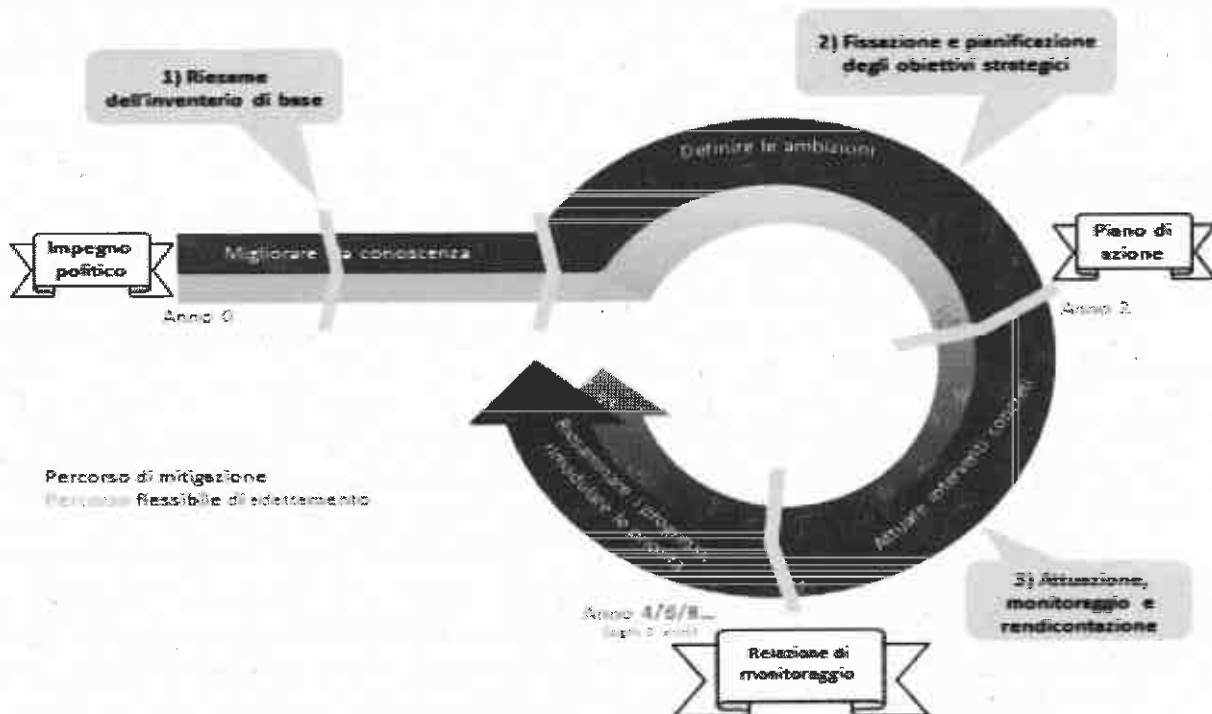 1) Riesame
dell'inventario di base
2) Fissazione e pianificazione
degli obiettivi strategici
Definire le ambizioni
Impegno
politico
Migliorare la conoscenza
Piano di
azione
Anno 0
Anno 2
Percorso di mitigazione
Percorso flessibile di adattamento
Attuare interventi
3) Attuazione,
monitoraggio e
rendicontazione
Anno 4/6/8...
Relazione di
monitoraggio